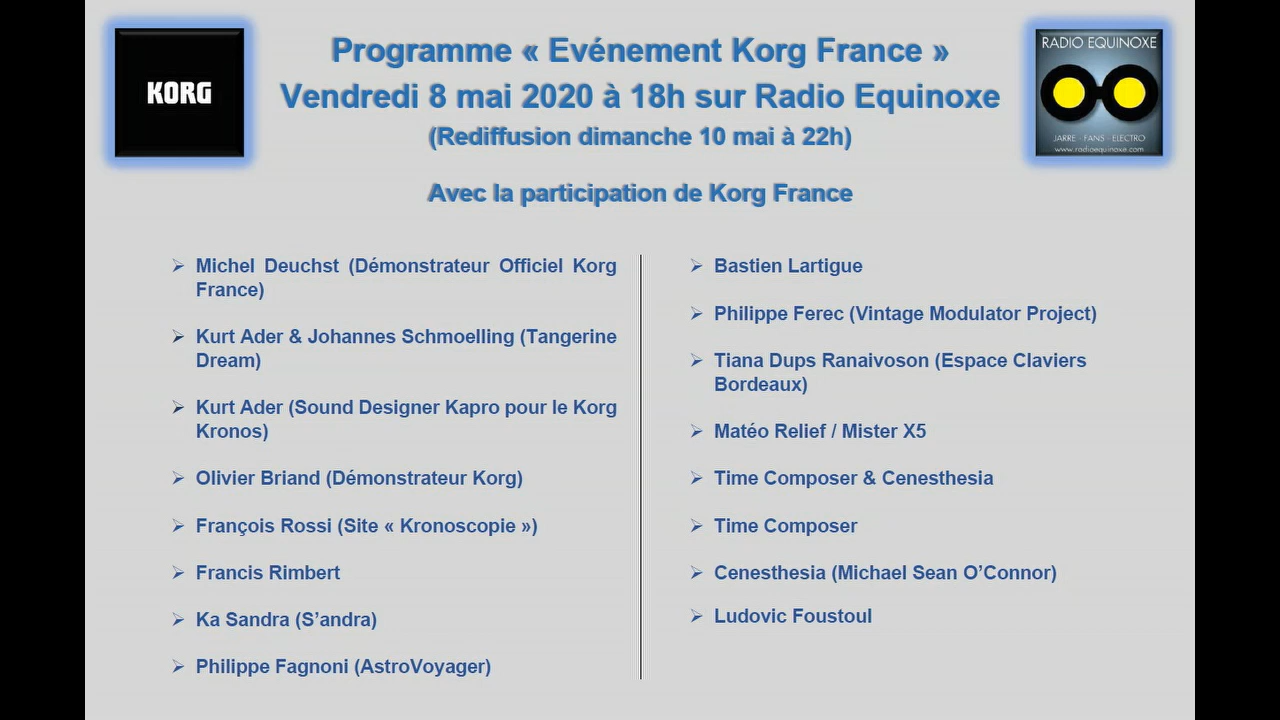 KORG
Programme « Evénement Korg France »
Vendredi 8 mai 2020 à 18h sur Radio Equinoxe
(Rediffusion dimanche 10 mai à 22h)
Avec la participation de Korg France
RADIO EQUINOXE
JARRE - FANS - ELECTRO
www.radioequinoxe.com
Michel Deuchst (Démonstrateur Officiel Korg
France)
Kurt Ader & Johannes Schmoelling (Tangerine
Dream)
Kurt Ader (Sound Designer Kapro pour le Korg
Kronos)
Olivier Briand (Démonstrateur Korg)
François Rossi (Site « Kronoscopie »)
Francis Rimbert
Ka Sandra (S’andra)
Philippe Fagnoni (AstroVoyager)
Bastien Lartigue
Philippe Ferec (Vintage Modulator Project)
Tiana Dups Ranaivoson (Espace Claviers
Bordeaux)
Matéo Relief / Mister X5
Time Composer & Cenesthesia
Time Composer
Cenesthesia (Michael Sean O’Connor)
Ludovic Foustoul